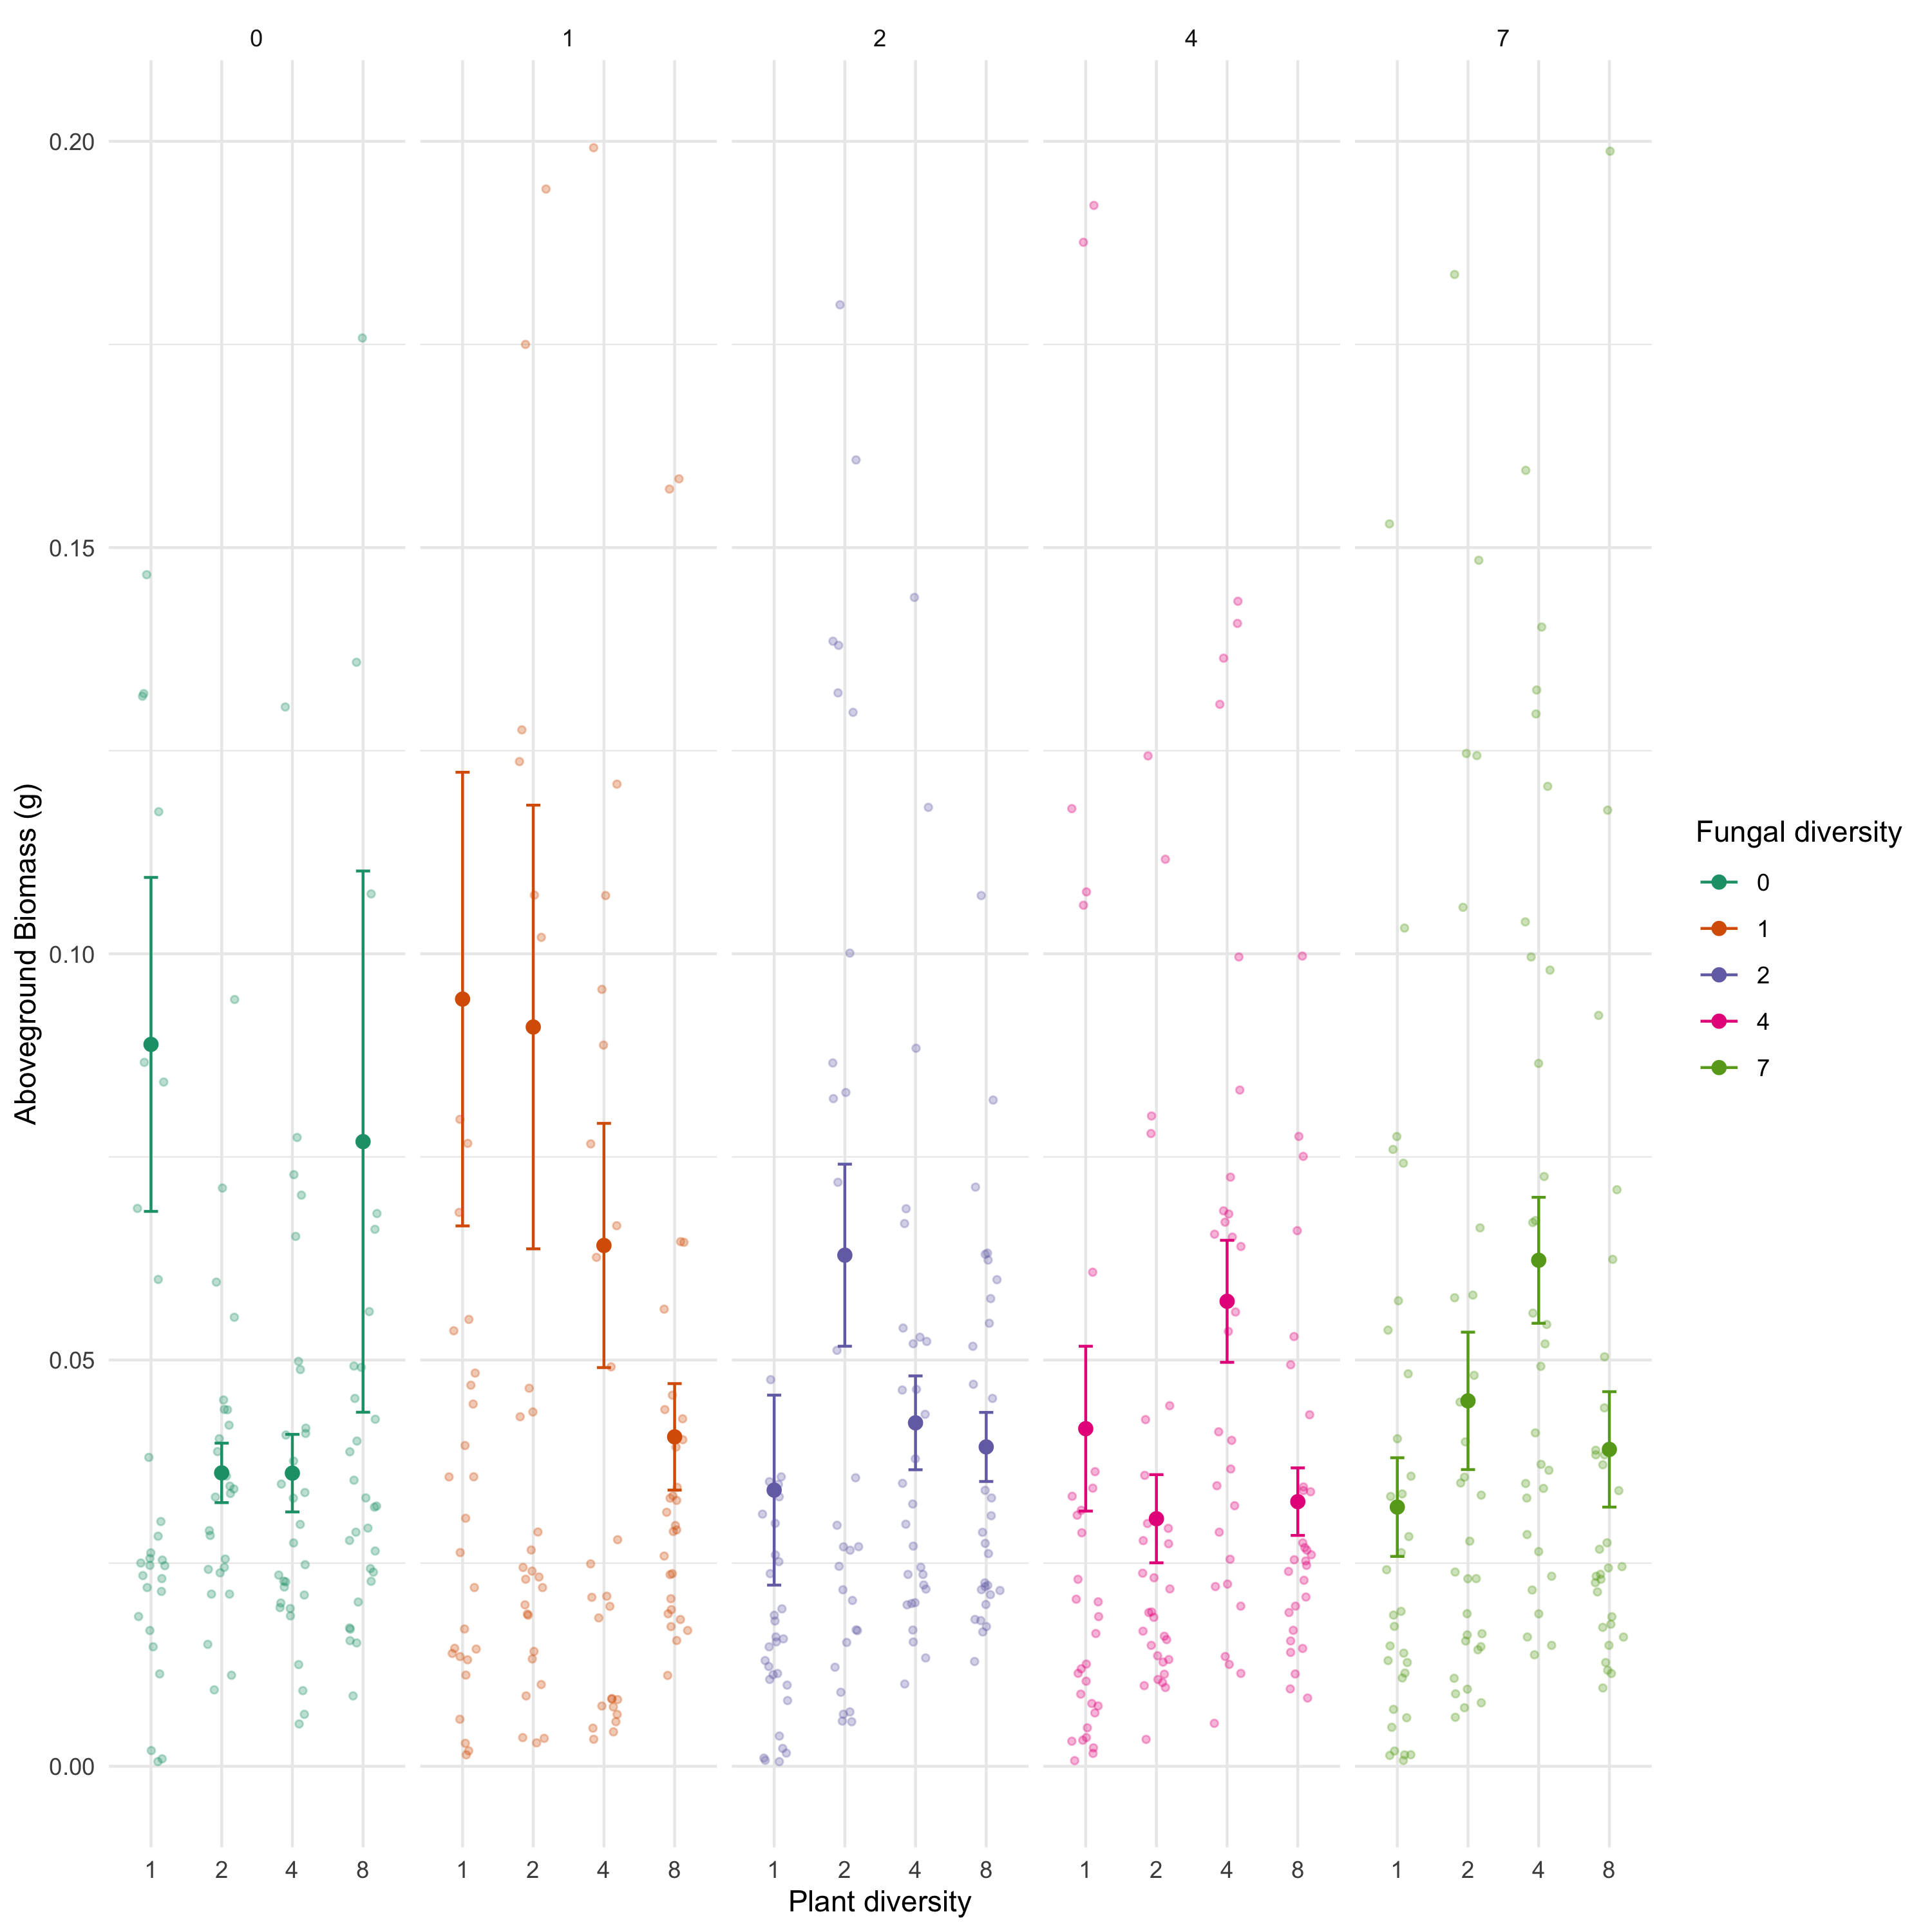 0 1 2 4 7
0.20
0.15
0.10
0.05
0.00
Aboveground Biomass (g)
1 2 4 8 1 2 4 8 1 2 4 8 1 2 4 8 1 2 4 8
Plant diversity
Fungal diversity
0
1
2
4
7